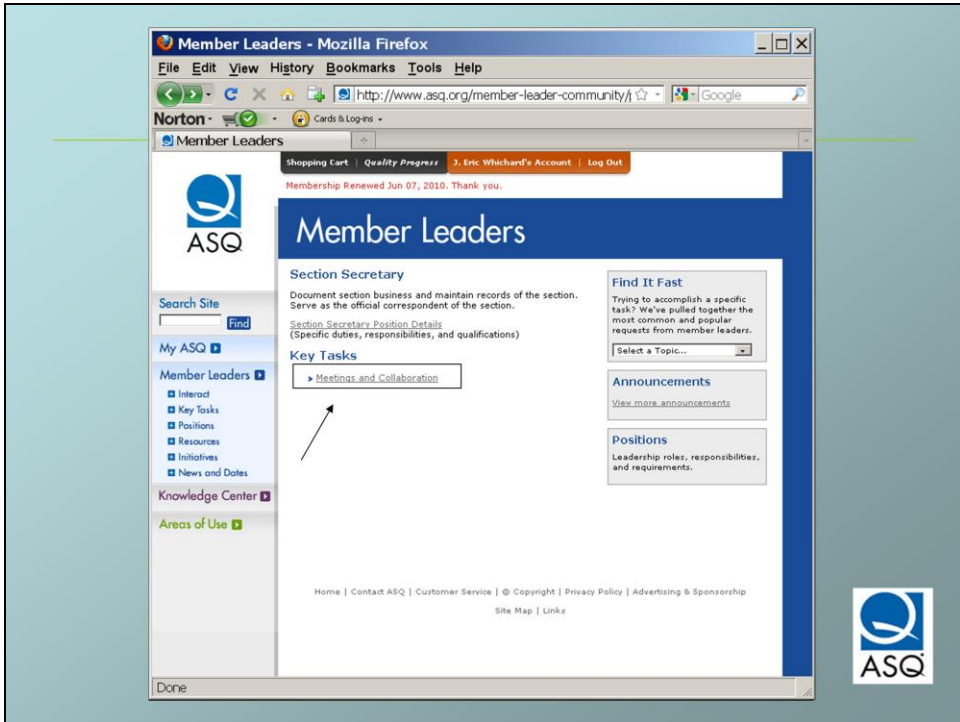 Member Leaders - Mozilla Firefox
File Edit View History Bookmarks Tools Help
http://www.asq.org/member-leader-community/ Google
Norton Cards & Log-ins
Member Leaders
Shopping Cart | Quality Progress J. Eric Whichard's Account | Log Out
Membership Renewed Jun 07, 2010. Thank you.
ASQ
Member Leaders
Search Site
Find
My ASQ
Member Leaders
Interact
Key Tasks
Positions
Resources
Initiatives
News and Dates
Knowledge Center
Areas of Use
Section Secretary
Document section business and maintain records of the section.
Serve as the official correspondent of the section.
Section Secretary Position Details
(Specific duties, responsibilities, and qualifications)
Key Tasks
Meetings and Collaboration
Find It Fast
Trying to accomplish a specific
task? We've pulled together the
most common and popular
requests from member leaders.
Select a Topic...
Announcements
View more announcements
Positions
Leadership roles, responsibilities,
and requirements.
Home | Contact ASQ | Customer Service | © Copyright | Privacy Policy | Advertising & Sponsorship
Site Map | Links
Done
ASQ